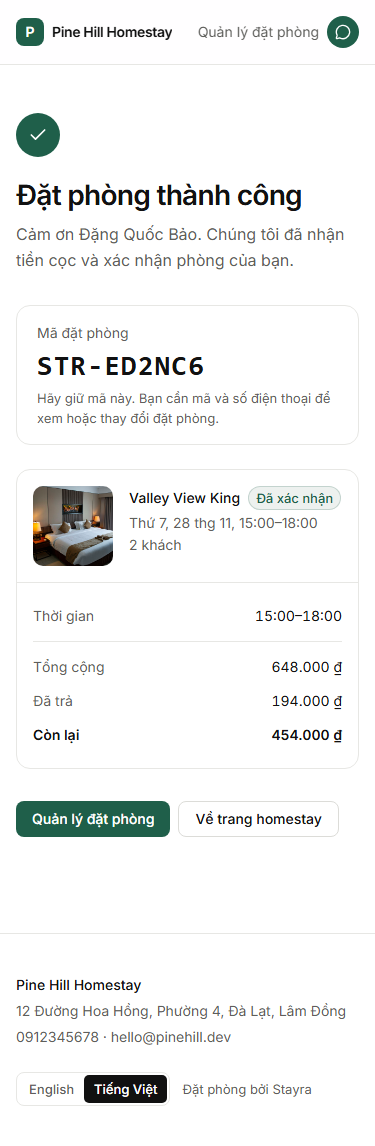 P Pine Hill Homestay Quản lý đặt phòng
Đặt phòng thành công
Cảm ơn Đặng Quốc Bảo. Chúng tôi đã nhận
tiền cọc và xác nhận phòng của bạn.
Mã đặt phòng
STR-ED2NC6
Hãy giữ mã này. Bạn cần mã và số điện thoại để
xem hoặc thay đổi đặt phòng.
Valley View King Đã xác nhận
Thứ 7, 28 thg 11, 15:00–18:00
2 khách
Thời gian 15:00–18:00
Tổng cộng 648.000 ₫
Đã trả 194.000 ₫
Còn lại 454.000 ₫
Quản lý đặt phòng Về trang homestay
Pine Hill Homestay
12 Đường Hoa Hồng, Phường 4, Đà Lạt, Lâm Đồng
0912345678 · hello@pinehill.dev
English Tiếng Việt Đặt phòng bởi Stayra